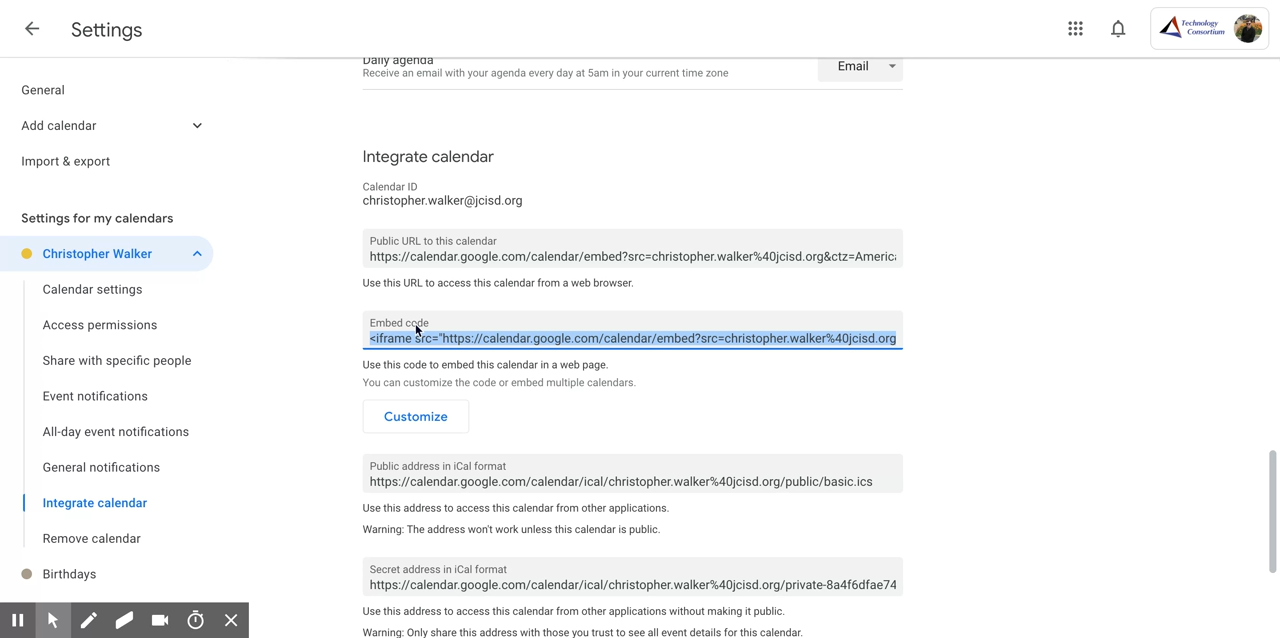 Settings
Technology
Consortium
General
Add calendar
Import & export
Settings for my calendars
Christopher Walker
Calendar settings
Access permissions
Share with specific people
Event notifications
All-day event notifications
General notifications
Integrate calendar
Remove calendar
Birthdays
Daily agenda
Receive an email with your agenda every day at 5am in your current time zone
Email
Integrate calendar
Calendar ID
christopher.walker@jcisd.org
Public URL to this calendar
https://calendar.google.com/calendar/embed?src=christopher.walker%40jcisd.org&ctz=America
Use this URL to access this calendar from a web browser.
Embed code
<iframe src="https://calendar.google.com/calendar/embed?src=christopher.walker%40jcisd.org
Use this code to embed this calendar in a web page.
You can customize the code or embed multiple calendars.
Customize
Public address in iCal format
https://calendar.google.com/calendar/ical/christopher.walker%40jcisd.org/public/basic.ics
Use this address to access this calendar from other applications.
Warning: The address won't work unless this calendar is public.
Secret address in iCal format
https://calendar.google.com/calendar/ical/christopher.walker%40jcisd.org/private-8a4f6dfae74
Use this address to access this calendar from other applications without making it public.
Warning: Only share this address with those you trust to see all event details for this calendar.